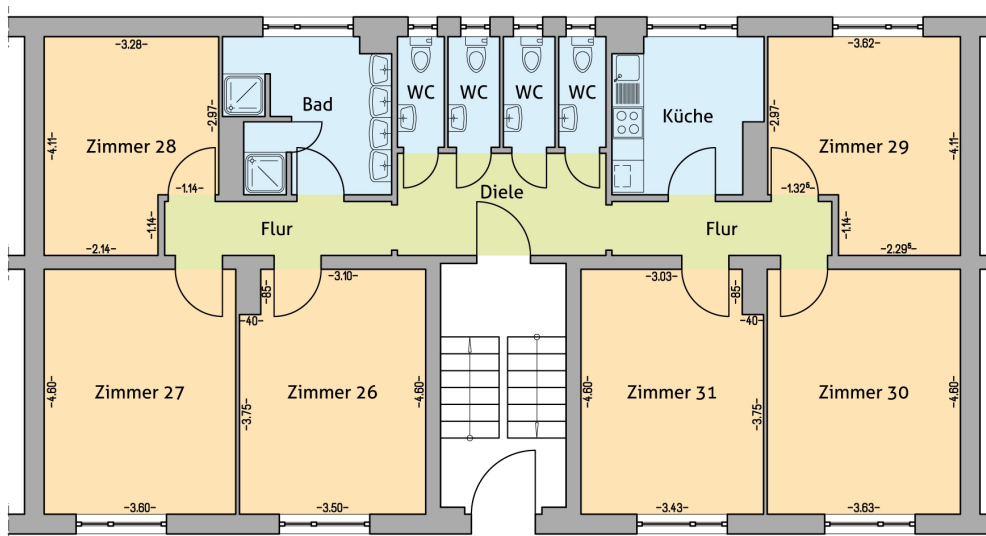 -3.28-
-3.62-
WC
WC
WC
WC
Bad
Küche
-2.97-
-2.97-
-4.11-
Zimmer 28
Zimmer 29
-4.11-
-1.14-
Diele
-1.32⁵-
-1.14-
Flur
Flur
-1.14-
-2.14-
-2.29⁵-
-85-
-3.10-
-3.03-
-85-
-40-
-40-
-4.60-
Zimmer 27
-3.75-
Zimmer 26
-4.60-
-4.60-
Zimmer 31
-3.75-
Zimmer 30
-4.60-
-3.60-
-3.50-
-3.43-
-3.63-